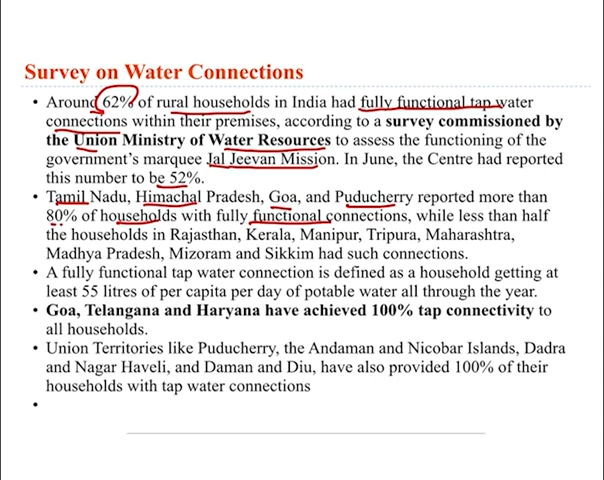 Survey on Water Connections
• Around 62% of rural households in India had fully functional tap water
connections within their premises, according to a survey commissioned by
the Union Ministry of Water Resources to assess the functioning of the
government's marquee Jal Jeevan Mission. In June, the Centre had reported
this number to be 52%.
• Tamil Nadu, Himachal Pradesh, Goa, and Puducherry reported more than
80% of households with fully functional connections, while less than half
the households in Rajasthan, Kerala, Manipur, Tripura, Maharashtra,
Madhya Pradesh, Mizoram and Sikkim had such connections.
• A fully functional tap water connection is defined as a household getting at
least 55 litres of per capita per day of potable water all through the year.
• Goa, Telangana and Haryana have achieved 100% tap connectivity to
all households.
• Union Territories like Puducherry, the Andaman and Nicobar Islands, Dadra
and Nagar Haveli, and Daman and Diu, have also provided 100% of their
households with tap water connections
•